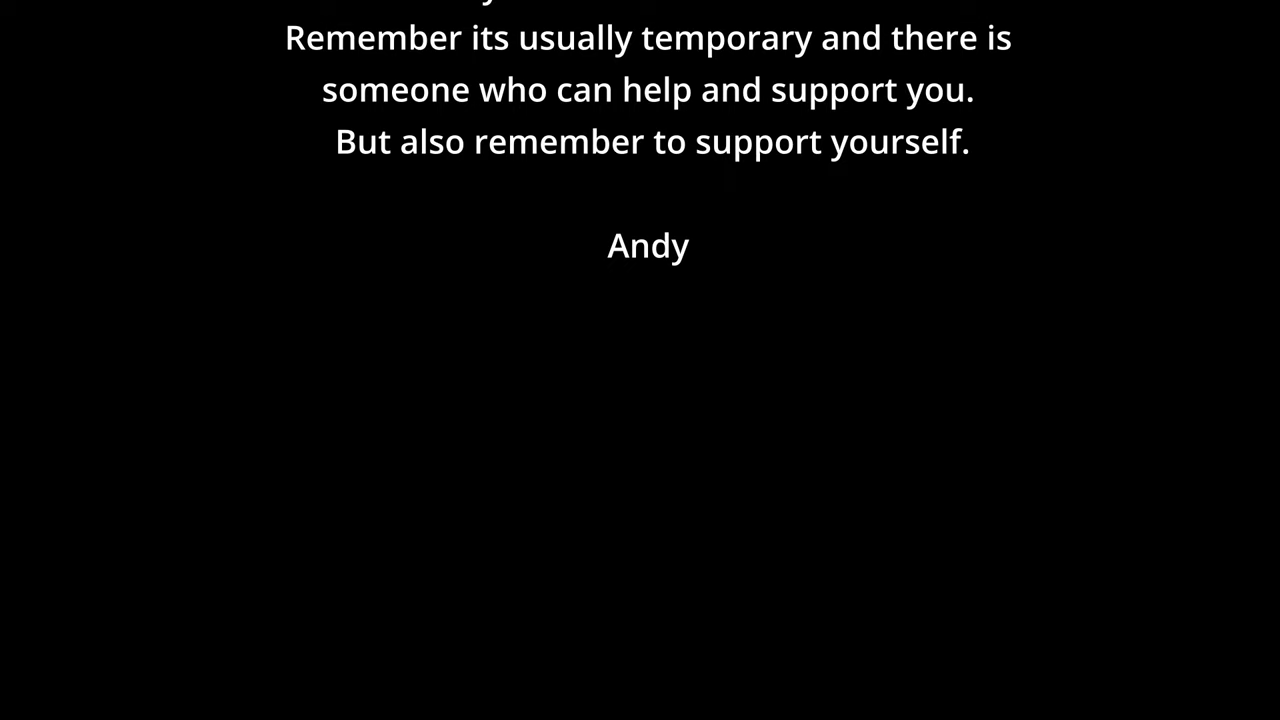 Remember its usually temporary and there is
someone who can help and support you.
But also remember to support yourself.
Andy